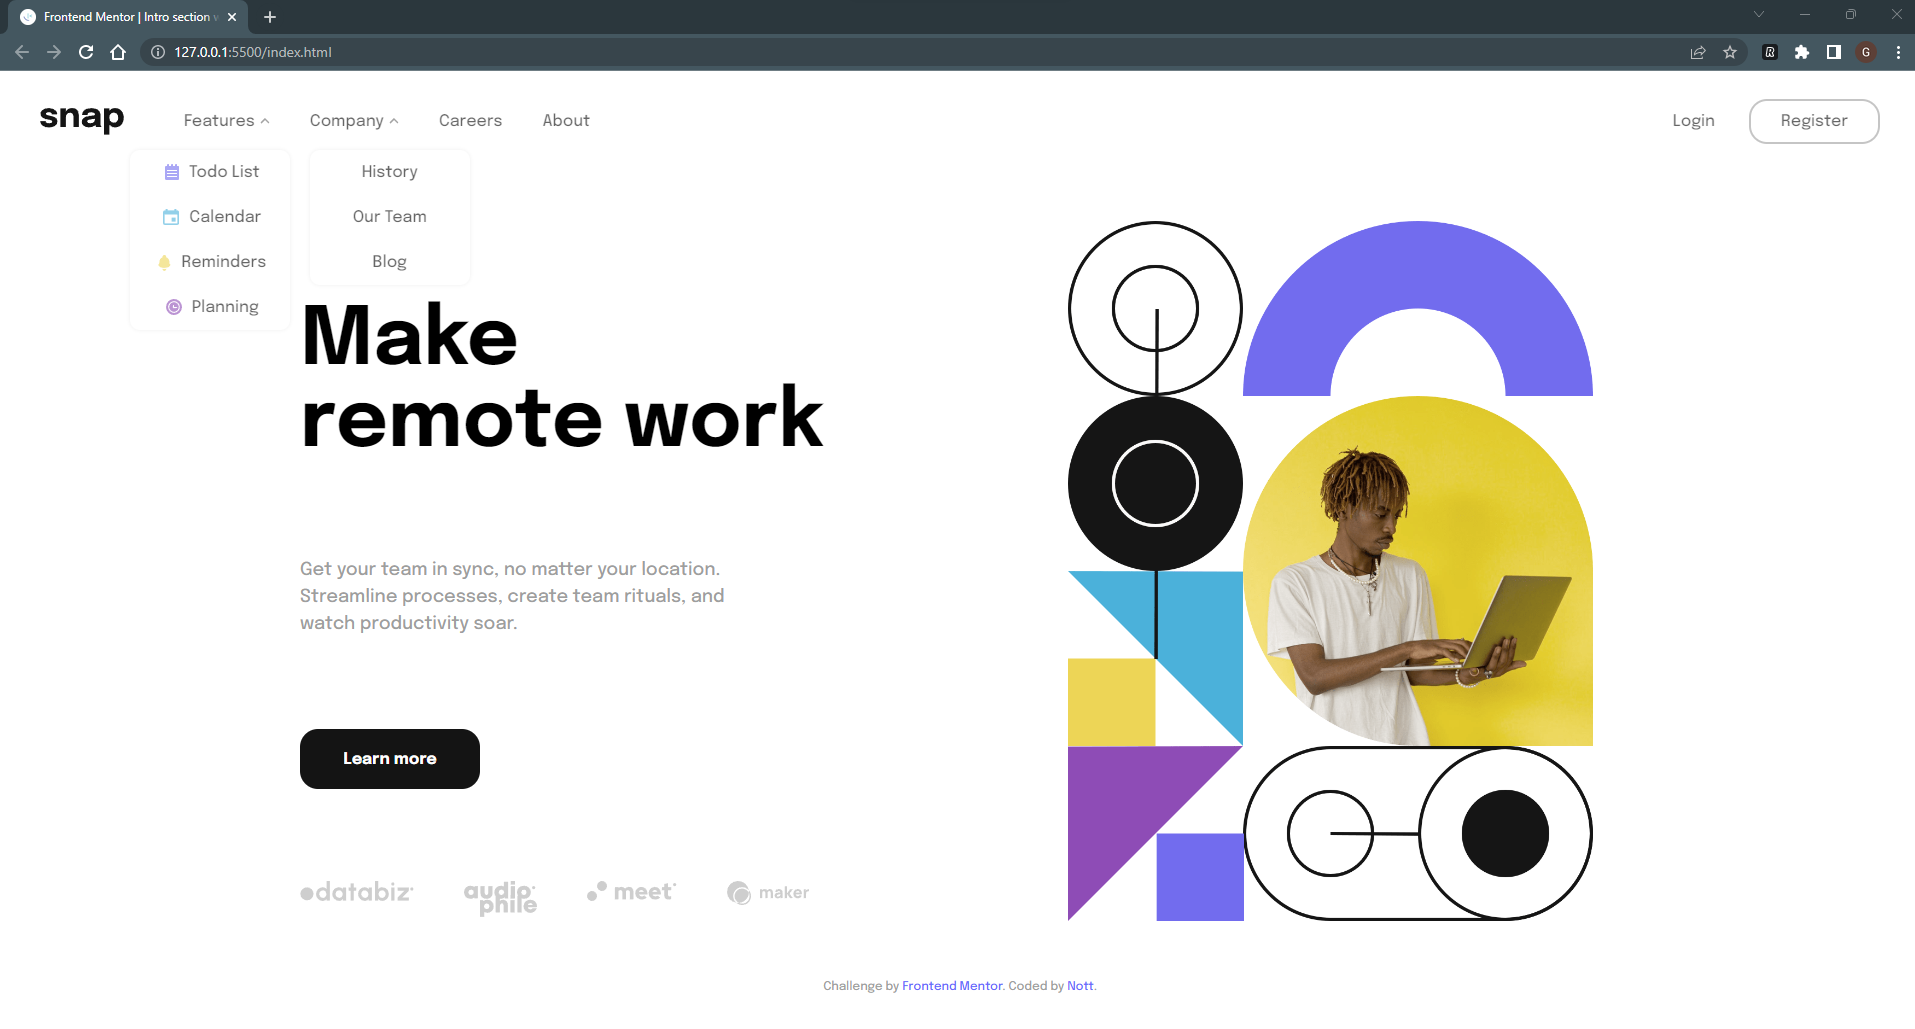 Frontend Mentor | Intro section w
127.0.0.1:5500/index.html
G
snap
Features
Company
Careers
About
Login
Register
Todo List
Calendar
Reminders
Planning
History
Our Team
Blog
Make
remote work
Get your team in sync, no matter your location.
Streamline processes, create team rituals, and
watch productivity soar.
Learn more
databiz
audio
phile
meet
maker
Challenge by Frontend Mentor. Coded by Nott.